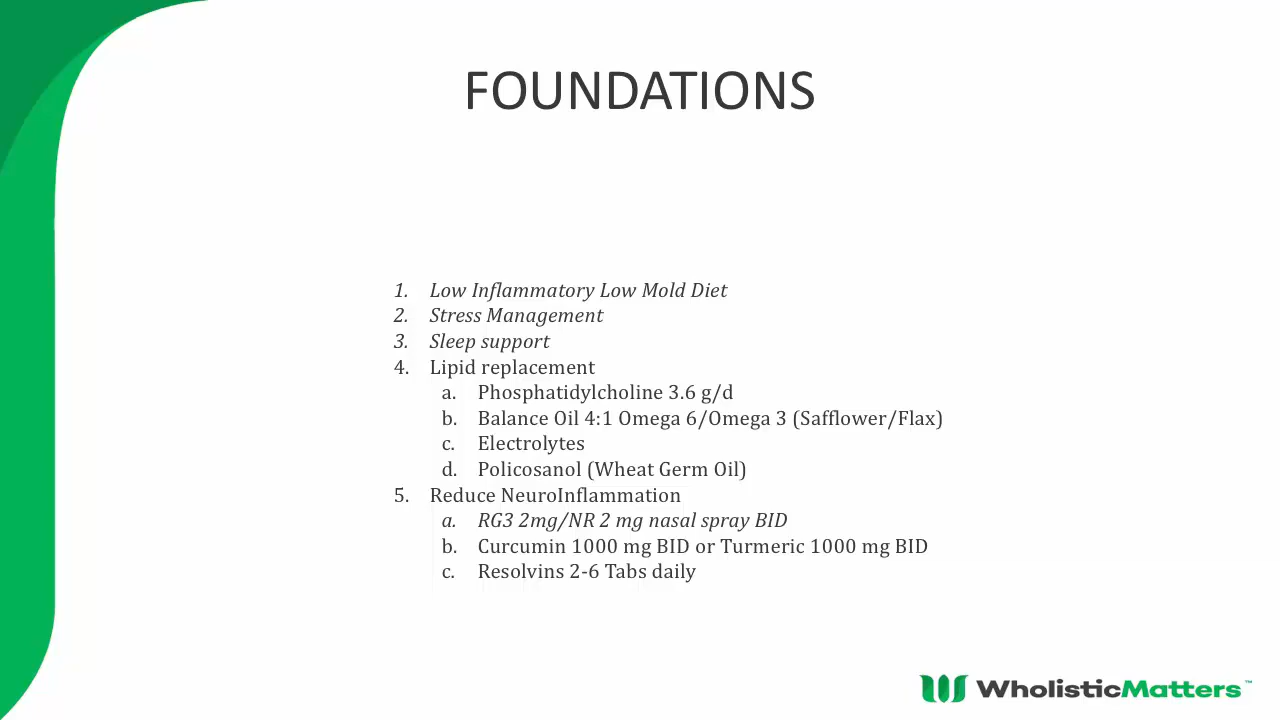 FOUNDATIONS
1. Low Inflammatory Low Mold Diet
2. Stress Management
3. Sleep support
4. Lipid replacement
a. Phosphatidylcholine 3.6 g/d
b. Balance Oil 4:1 Omega 6/Omega 3 (Safflower/Flax)
c. Electrolytes
d. Policosanol (Wheat Germ Oil)
5. Reduce NeuroInflammation
a. RG3 2mg/NR 2 mg nasal spray BID
b. Curcumin 1000 mg BID or Turmeric 1000 mg BID
c. Resolvins 2-6 Tabs daily
WholisticMatters™